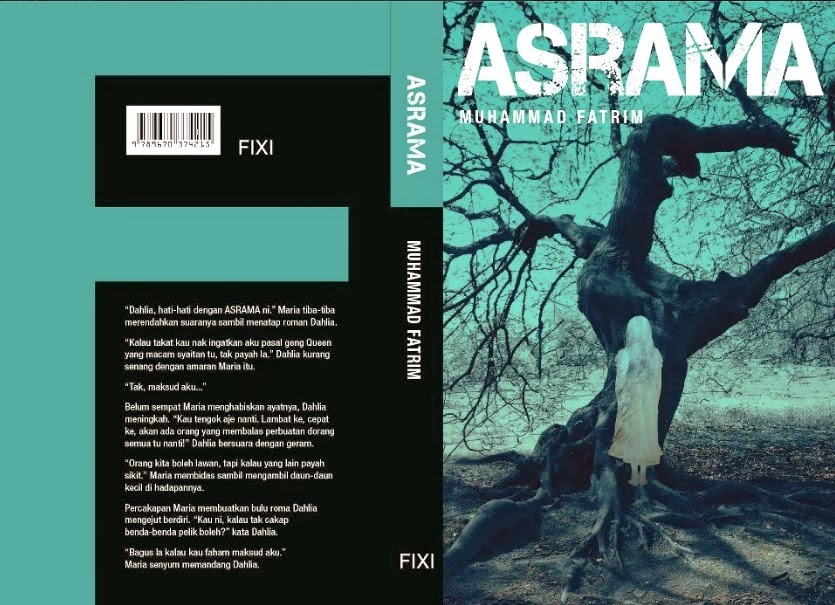 ASRAMA
MUHAMMAD FATRIM
ASRAMA
MUHAMMAD FATRIM
FIXI
9 789670
FIXI
“Dahlia, hati-hati dengan ASRAMA ni.” Maria tiba-tiba
merendahkan suaranya sambil menatap roman Dahlia.
“Kalau takat kau nak ingatkan aku pasal geng Queen
yang macam syaitan tu, tak payah la.” Dahlia kurang
senang dengan amaran Maria itu.
“Tak, maksud aku...”
Belum sempat Maria menghabiskan ayatnya, Dahlia
meningkah. “Kau tengok aje nanti. Lambat ke, cepat
ke, akan ada orang yang membalas perbuatan dorang
semua tu nanti!” Dahlia bersuara dengan geram.
“Orang kita boleh lawan, tapi kalau yang lain payah
sikit.” Maria membidas sambil mengambil daun-daun
kecil di hadapannya.
Percakapan Maria membuatkan bulu roma Dahlia
mengejut berdiri. “Kau ni, kalau tak cakap
benda-benda pelik boleh?” kata Dahlia.
“Bagus la kalau kau faham maksud aku.”
Maria senyum memandang Dahlia.